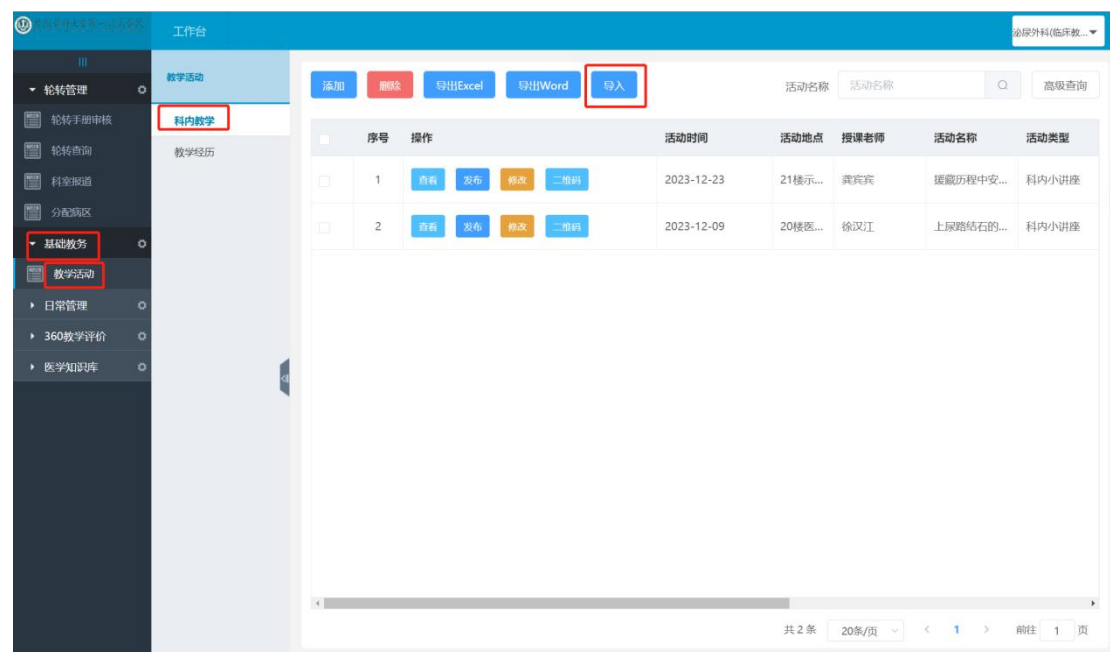 工作台
泌尿外科(临床教...
轮转管理
轮转手册审核
轮转查询
科室报道
分配病区
基础教务
教学活动
日常管理
360教学评价
医学知识库
教学活动
科内教学
教学经历
添加 删除 导出Excel 导出Word 导入 活动名称 活动名称 高级查询
序号 操作 活动时间 活动地点 授课老师 活动名称 活动类型
1 查看 发布 修改 二维码 2023-12-23 21楼示... 龚宾宾 援藏历程中安... 科内小讲座
2 查看 发布 修改 二维码 2023-12-09 20楼医... 徐汉江 上尿路结石的... 科内小讲座
共 2 条 20条/页 1 前往 1 页